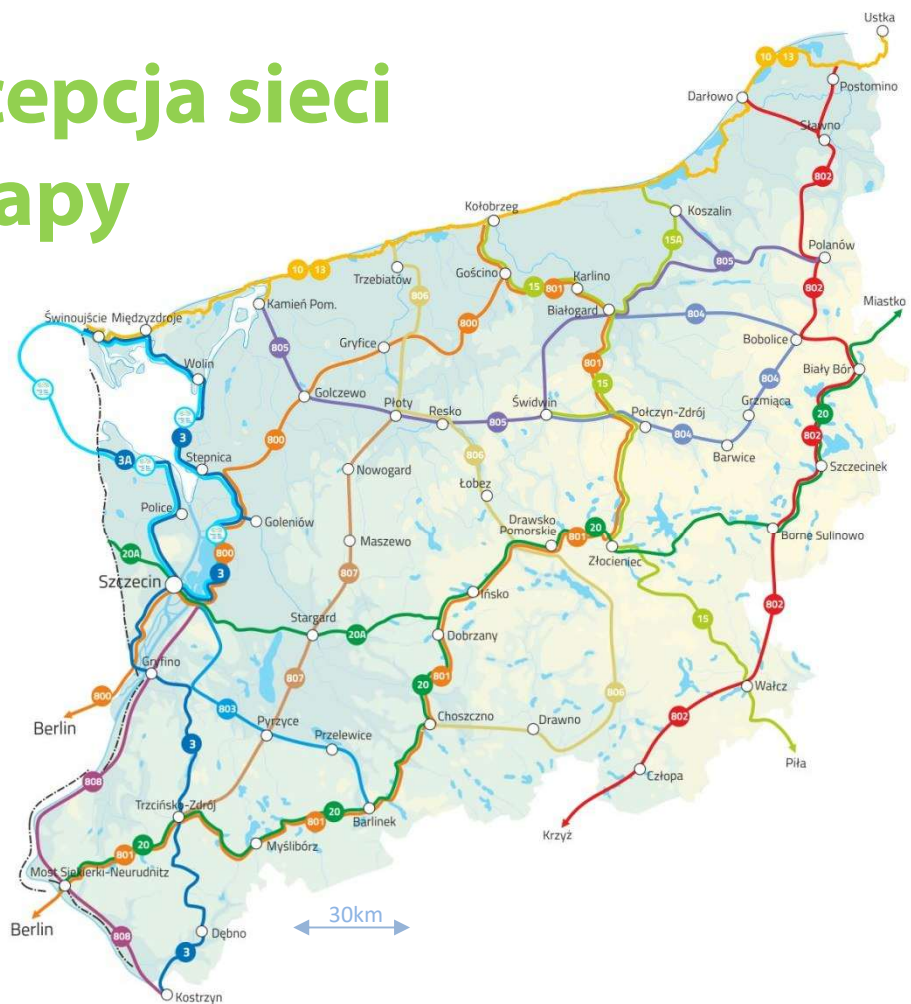 cepcja sieci
apy
Ustka
10 13
Postomino
Darłowo
Sławno
802
Kołobrzeg
Koszalin
15A
Polanów
805
10 13
Trzebiatów
Gościno
Karlino
15 801
806
Białogard
802
Miastko
Kamień Pom.
Świnoujście Międzyzdroje
800
804
Bobolice
Gryfice
805
Wolin
801
Biały Bór
804
15
Golczewo
Płoty
Resko
805
Świdwin
Połczyn-Zdrój
Grzmiąca
20
804
802
Barwice
3
800
Stepnica
3A
806
Szczecinek
Nowogard
Łobez
Police
Goleniów
Drawsko
Pomorskie
801
20
Borne Sulinowo
Złocieniec
20A
800
Maszewo
3
807
Szczecin
Ińsko
802
15
Stargard
20A
Dobrzany
801
Gryfino
20
807
806
Wałcz
800
803
Berlin
Choszczno
Drawno
802
Pyrzyce
3
Przelewice
Człopa
Piła
808
Trzcińsko-Zdrój
20
Barlinek
801
Krzyż
20
801
Myślibórz
Most Siekierki-Neurudnitz
Berlin
30km
808
Dębno
3
Kostrzyn